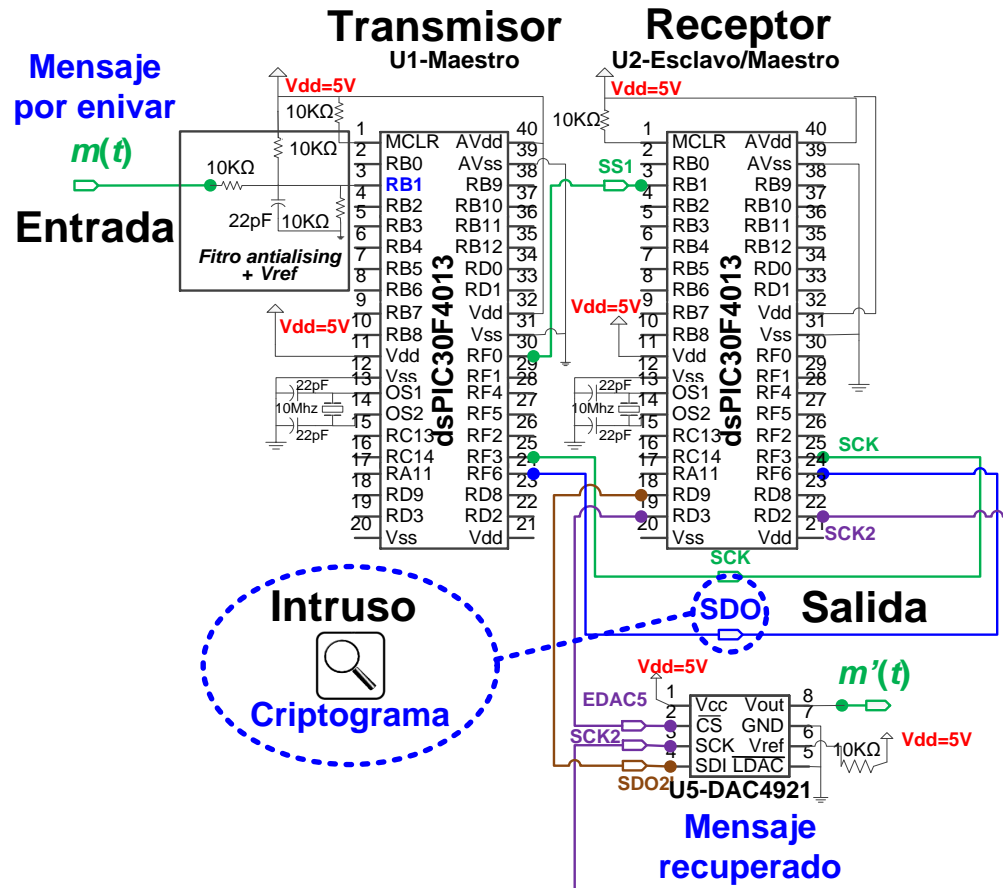 Transmisor
U1-Maestro
Receptor
U2-Esclavo/Maestro
Mensaje
por enivar
m(t)
Entrada
Vdd=5V
10KΩ
10KΩ
10KΩ
22pF
10KΩ
Fitro antialising
+ Vref
Vdd=5V
22pF
10Mhz
22pF
dsPIC30F4013
1 MCLR AVdd 40
2 RB0 AVss 39
3 RB1 RB9 38
4 RB2 RB10 37
5 RB3 RB11 36
6 RB4 RB12 35
7 RB5 RD0 34
8 RB6 RD1 33
9 RB7 Vdd 32
10 RB8 Vss 31
11 Vdd RF0 30
12 Vss RF1 29
13 OS1 RF4 28
14 OS2 RF5 27
15 RC13 RF2 26
16 RC14 RF3 25
17 RA11 RF6 24
18 RD9 RD8 23
19 RD3 RD2 22
20 Vss Vdd 21
SS1
Vdd=5V
10KΩ
Vdd=5V
22pF
10Mhz
22pF
dsPIC30F4013
1 MCLR AVdd 40
2 RB0 AVss 39
3 RB1 RB9 38
4 RB2 RB10 37
5 RB3 RB11 36
6 RB4 RB12 35
7 RB5 RD0 34
8 RB6 RD1 33
9 RB7 Vdd 32
10 RB8 Vss 31
11 Vdd RF0 30
12 Vss RF1 29
13 OS1 RF4 28
14 OS2 RF5 27
15 RC13 RF2 26
16 RC14 RF3 25
17 RA11 RF6 24
18 RD9 RD8 23
19 RD3 RD2 22
20 Vss Vdd 21
SCK
SCK2
SCK
SDO
Salida
Intruso
Criptograma
Vdd=5V
m'(t)
EDAC5
SCK2
SDO2
1 Vcc Vout 8
2 CS GND 7
3 SCK Vref 6
4 SDI LDAC 5
10KΩ
Vdd=5V
U5-DAC4921
Mensaje
recuperado